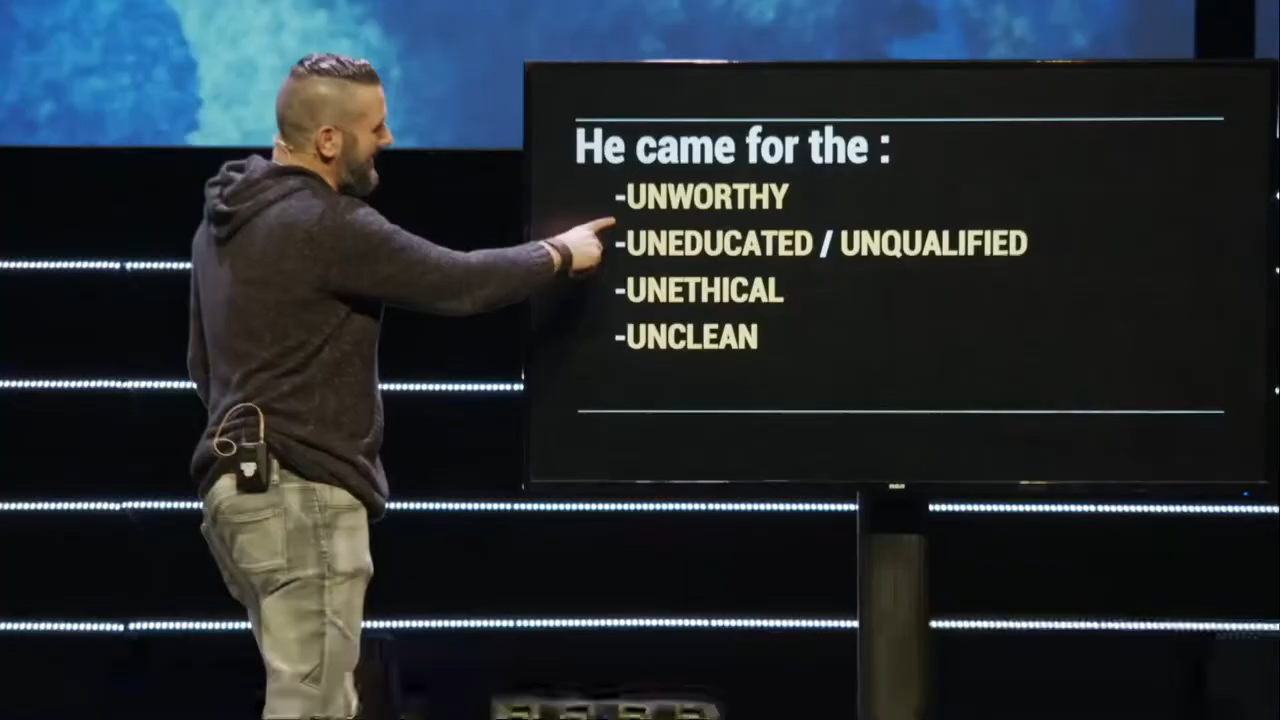 He came for the :
-UNWORTHY
-UNEDUCATED / UNQUALIFIED
-UNETHICAL
-UNCLEAN